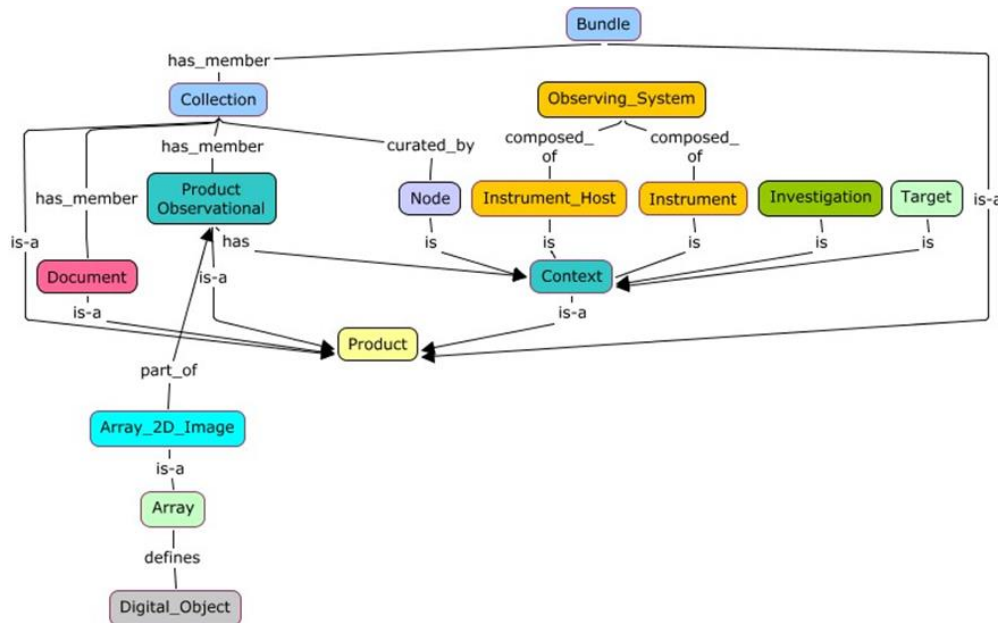 Bundle
has_member
Collection
Observing_System
has_member
curated_by
composed_
of
composed_
of
has_member
Product
Observational
Node
Instrument_Host
Instrument
Investigation
Target
is-a
is-a
has
is
is
is
is
is
Document
is-a
Context
is-a
is-a
Product
part_of
Array_2D_Image
is-a
Array
defines
Digital_Object